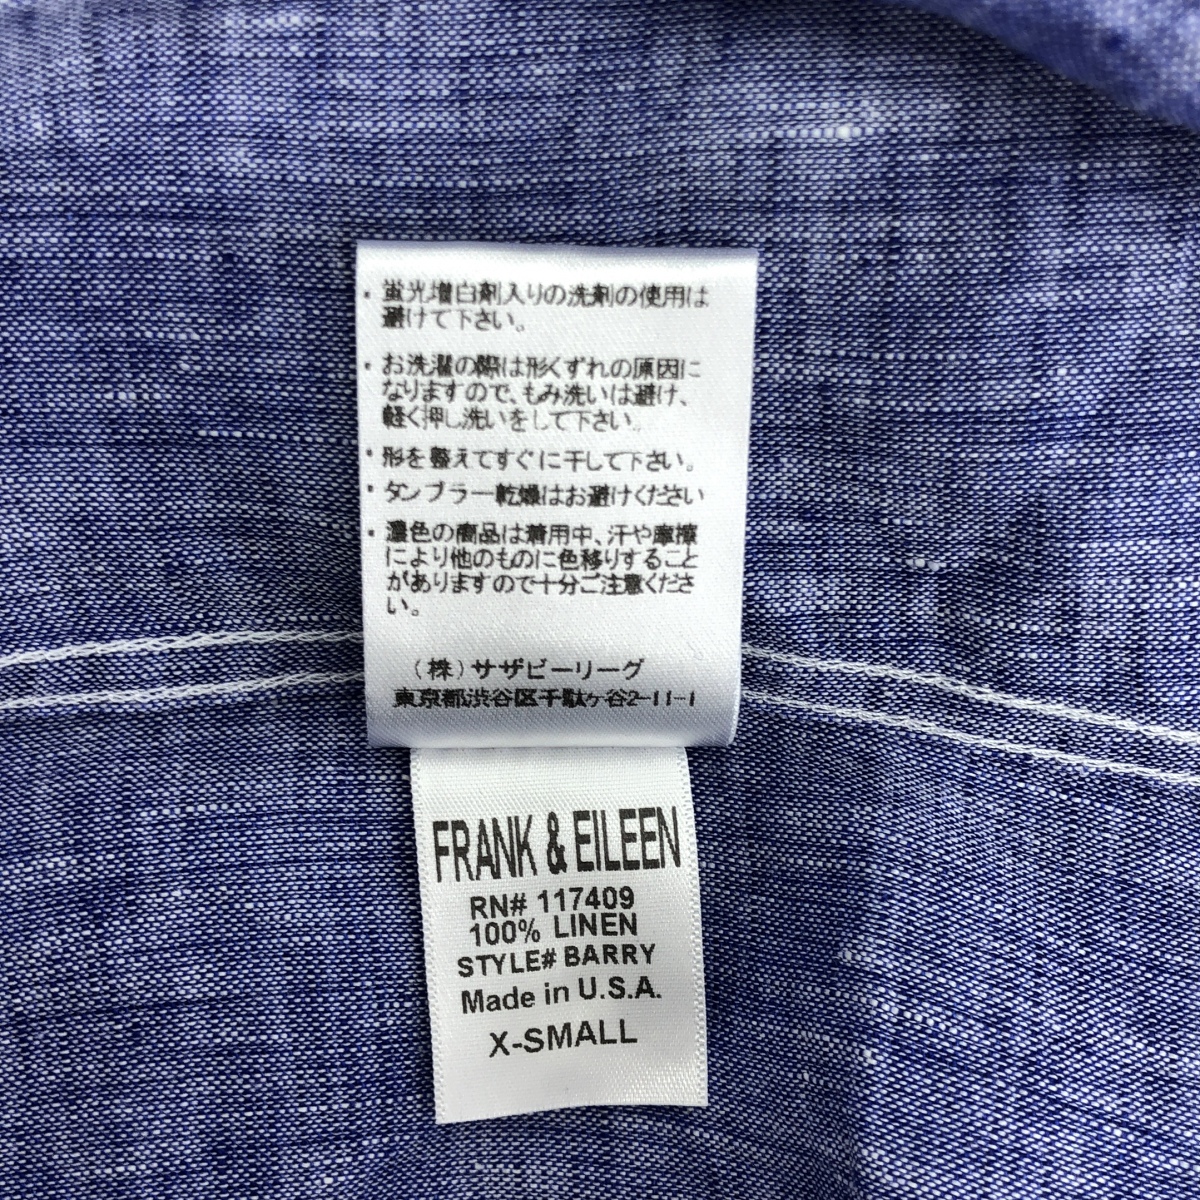 ・蛍光増白剤入りの洗剤の使用は
避けて下さい。
・お洗濯の際は形くずれの原因に
なりますので、もみ洗いは避け、
軽く押し洗いをして下さい。
・形を整えてすぐに干して下さい。
・タンブラー乾燥はお避けください
・濃色の商品は着用中、汗や摩擦
により他のものに色移りすること
がありますので十分ご注意くださ
い。
（株）サザビーリーグ
東京都渋谷区千駄ヶ谷2-11-1
FRANK & EILEEN
RN# 117409
100% LINEN
STYLE# BARRY
Made in U.S.A.
X-SMALL